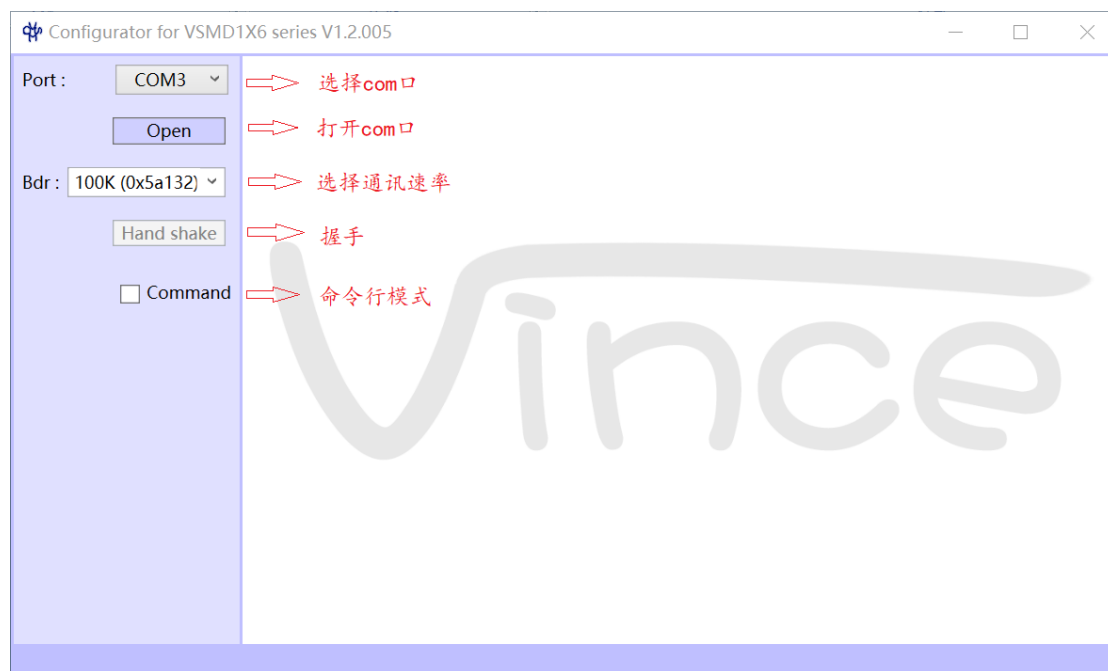 Configurator for VSMD1X6 series V1.2.005
Port : COM3 选择com口
Open 打开com口
Bdr : 100K (0x5a132) 选择通讯速率
Hand shake 握手
Command 命令行模式
Vince